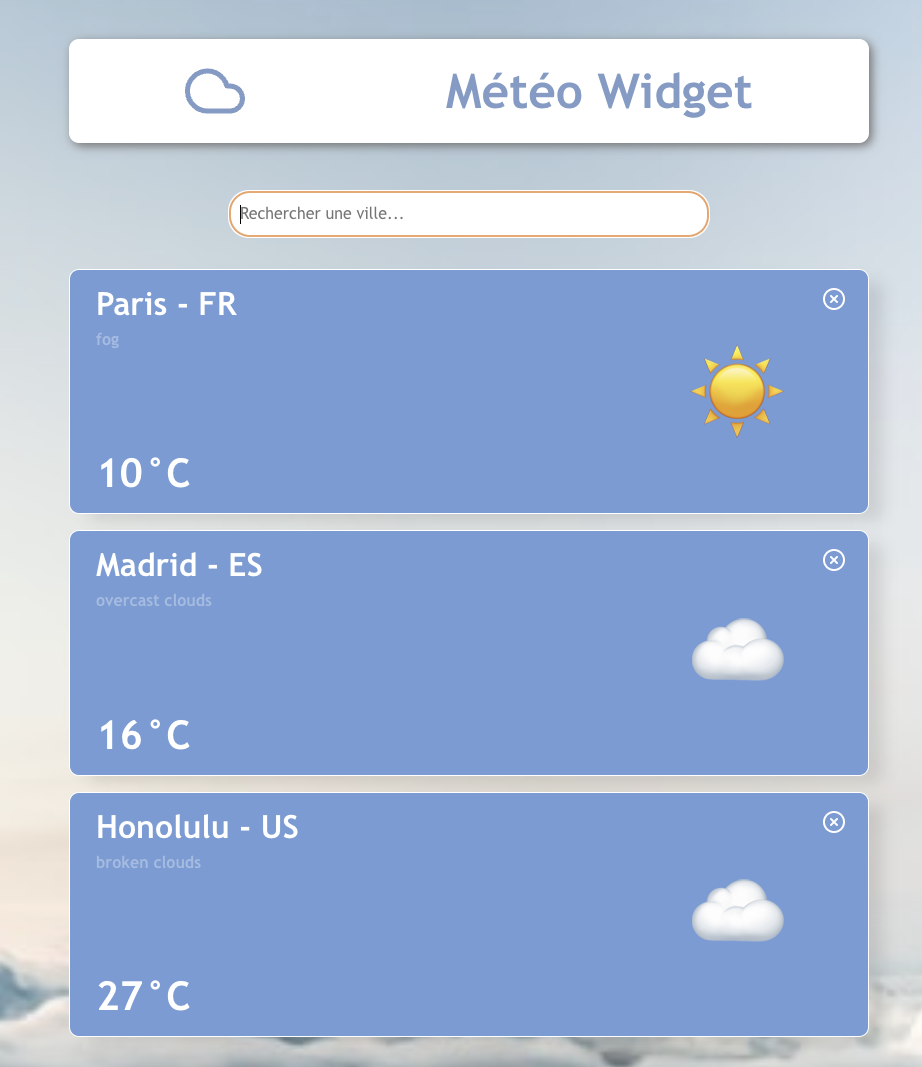 Météo Widget
Rechercher une ville...
Paris - FR
fog
10°C
Madrid - ES
overcast clouds
16°C
Honolulu - US
broken clouds
27°C